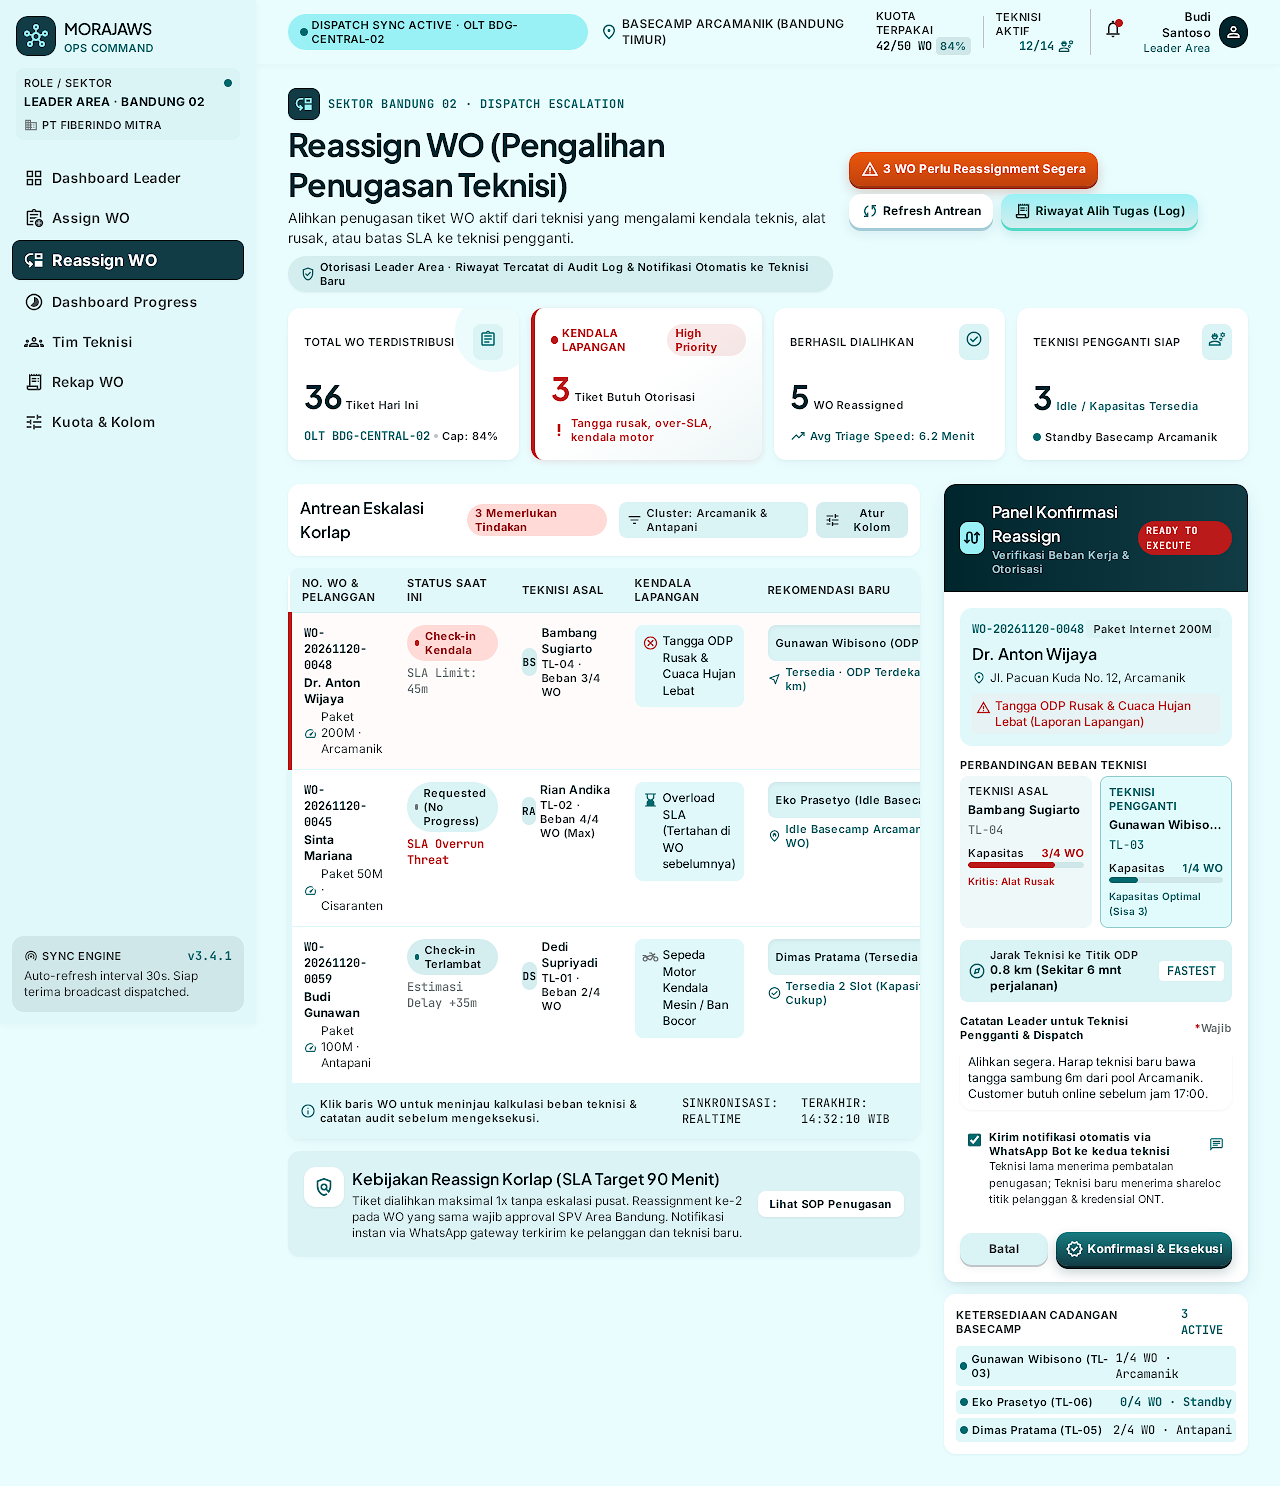 MORAJAWS
OPS COMMAND
ROLE / SEKTOR
LEADER AREA · BANDUNG 02
PT FIBERINDO MITRA
Dashboard Leader
Assign WO
Reassign WO
Dashboard Progress
Tim Teknisi
Rekap WO
Kuota & Kolom
SYNC ENGINE
v3.4.1
Auto-refresh interval 30s. Siap
terima broadcast dispatched.
DISPATCH SYNC ACTIVE · OLT BDG-
CENTRAL-02
BASECAMP ARCAMANIK (BANDUNG
TIMUR)
KUOTA
TERPAKAI
42/50 WO 84%
TEKNISI
AKTIF
12/14
Budi
Santoso
Leader Area
SEKTOR BANDUNG 02 · DISPATCH ESCALATION
Reassign WO (Pengalihan
Penugasan Teknisi)
Alihkan penugasan tiket WO aktif dari teknisi yang mengalami kendala teknis, alat
rusak, atau batas SLA ke teknisi pengganti.
Otorisasi Leader Area · Riwayat Tercatat di Audit Log & Notifikasi Otomatis ke Teknisi
Baru
3 WO Perlu Reassignment Segera
Refresh Antrean
Riwayat Alih Tugas (Log)
TOTAL WO TERDISTRIBUSI
36 Tiket Hari Ini
OLT BDG-CENTRAL-02 Cap: 84%
KENDALA
LAPANGAN
High
Priority
3 Tiket Butuh Otorisasi
Tangga rusak, over-SLA,
kendala motor
BERHASIL DIALIHKAN
5 WO Reassigned
Avg Triage Speed: 6.2 Menit
TEKNISI PENGGANTI SIAP
3 Idle / Kapasitas Tersedia
Standby Basecamp Arcamanik
Antrean Eskalasi
Korlap
3 Memerlukan
Tindakan
Cluster: Arcamanik &
Antapani
Atur
Kolom
NO. WO &
PELANGGAN
STATUS SAAT
INI
TEKNISI ASAL
KENDALA
LAPANGAN
REKOMENDASI BARU
WO-
20261120-
0048
Dr. Anton
Wijaya
Paket
200M ·
Arcamanik
Check-in
Kendala
SLA Limit:
45m
BS
Bambang
Sugiarto
TL-04 ·
Beban 3/4
WO
Tangga ODP
Rusak &
Cuaca Hujan
Lebat
Gunawan Wibisono (ODP
Tersedia · ODP Terdeka
km)
WO-
20261120-
0045
Sinta
Mariana
Paket 50M
·
Cisaranten
Requested
(No
Progress)
SLA Overrun
Threat
RA
Rian Andika
TL-02 ·
Beban 4/4
WO (Max)
Overload
SLA
(Tertahan di
WO
sebelumnya)
Eko Prasetyo (Idle Baseca
Idle Basecamp Arcaman
WO)
WO-
20261120-
0059
Budi
Gunawan
Paket
100M ·
Antapani
Check-in
Terlambat
Estimasi
Delay +35m
DS
Dedi
Supriyadi
TL-01 ·
Beban 2/4
WO
Sepeda
Motor
Kendala
Mesin / Ban
Bocor
Dimas Pratama (Tersedia
Tersedia 2 Slot (Kapasit
Cukup)
Klik baris WO untuk meninjau kalkulasi beban teknisi &
catatan audit sebelum mengeksekusi.
SINKRONISASI:
REALTIME
TERAKHIR:
14:32:10 WIB
Kebijakan Reassign Korlap (SLA Target 90 Menit)
Tiket dialihkan maksimal 1x tanpa eskalasi pusat. Reassignment ke-2
pada WO yang sama wajib approval SPV Area Bandung. Notifikasi
instan via WhatsApp gateway terkirim ke pelanggan dan teknisi baru.
Lihat SOP Penugasan
Panel Konfirmasi
Reassign
Verifikasi Beban Kerja &
Otorisasi
READY TO
EXECUTE
WO-20261120-0048 Paket Internet 200M
Dr. Anton Wijaya
Jl. Pacuan Kuda No. 12, Arcamanik
Tangga ODP Rusak & Cuaca Hujan
Lebat (Laporan Lapangan)
PERBANDINGAN BEBAN TEKNISI
TEKNISI ASAL
Bambang Sugiarto
TL-04
Kapasitas 3/4 WO
Kritis: Alat Rusak
TEKNISI
PENGGANTI
Gunawan Wibiso...
TL-03
Kapasitas 1/4 WO
Kapasitas Optimal
(Sisa 3)
Jarak Teknisi ke Titik ODP
0.8 km (Sekitar 6 mnt
perjalanan)
FASTEST
Catatan Leader untuk Teknisi
Pengganti & Dispatch
*Wajib
Alihkan segera. Harap teknisi baru bawa
tangga sambung 6m dari pool Arcamanik.
Customer butuh online sebelum jam 17:00.
Kirim notifikasi otomatis via
WhatsApp Bot ke kedua teknisi
Teknisi lama menerima pembatalan
penugasan; Teknisi baru menerima shareloc
titik pelanggan & kredensial ONT.
Batal
Konfirmasi & Eksekusi
KETERSEDIAAN CADANGAN
BASECAMP
3
ACTIVE
Gunawan Wibisono (TL-
03)
1/4 WO ·
Arcamanik
Eko Prasetyo (TL-06) 0/4 WO · Standby
Dimas Pratama (TL-05) 2/4 WO · Antapani